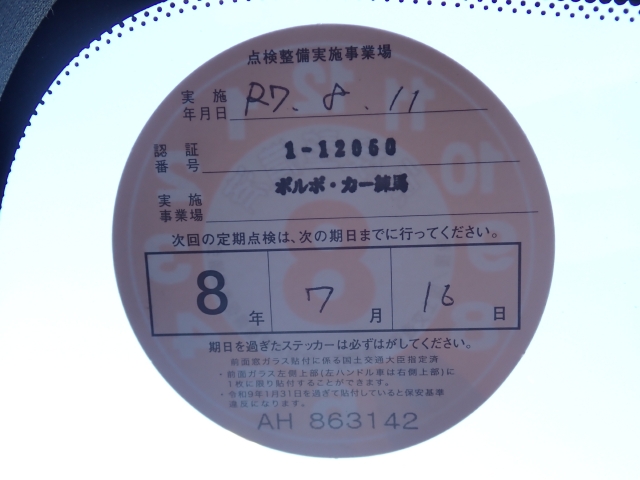 点検整備実施事業場
実施
年月日 R7.8.11
認証
番号 1-12060
実施
事業場 ボルボ・カー練馬
次回の定期点検は、次の期日までに行ってください。
8年 7月 16日
期日を過ぎたステッカーは必ずはがしてください。
前面窓ガラス貼付に係る国土交通大臣指定済
・前面ガラス左側上部(左ハンドル車は右側上部)に
1枚に限り貼付することができます。
・令和9年1月31日を過ぎて貼付していると保安基準
違反になります。
AH 863142